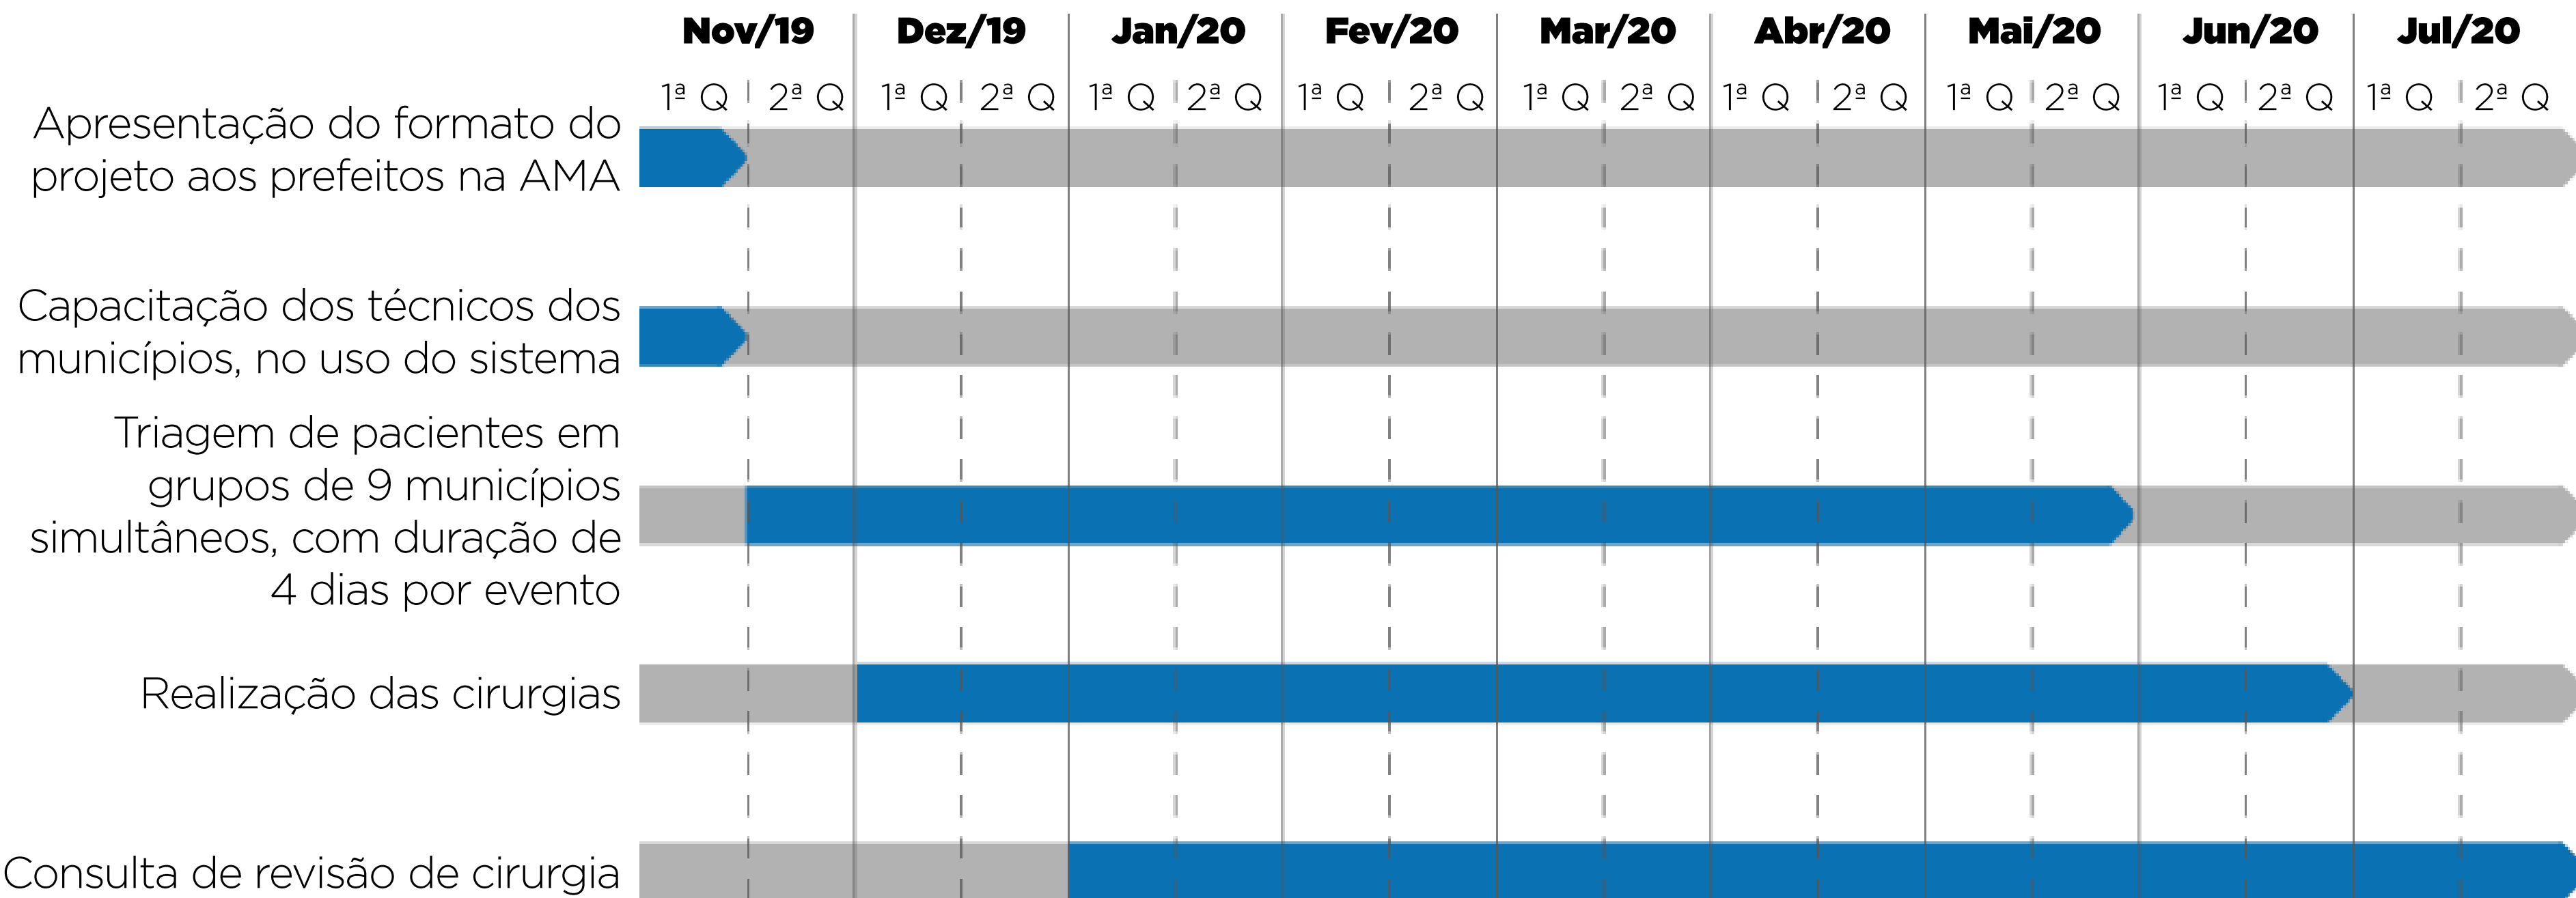 Nov/19 Dez/19 Jan/20 Fev/20 Mar/20 Abr/20 Mai/20 Jun/20 Jul/20
1ª Q 2ª Q 1ª Q 2ª Q 1ª Q 2ª Q 1ª Q 2ª Q 1ª Q 2ª Q 1ª Q 2ª Q 1ª Q 2ª Q 1ª Q 2ª Q 1ª Q 2ª Q
Apresentação do formato do
projeto aos prefeitos na AMA
Capacitação dos técnicos dos
municípios, no uso do sistema
Triagem de pacientes em
grupos de 9 municípios
simultâneos, com duração de
4 dias por evento
Realização das cirurgias
Consulta de revisão de cirurgia